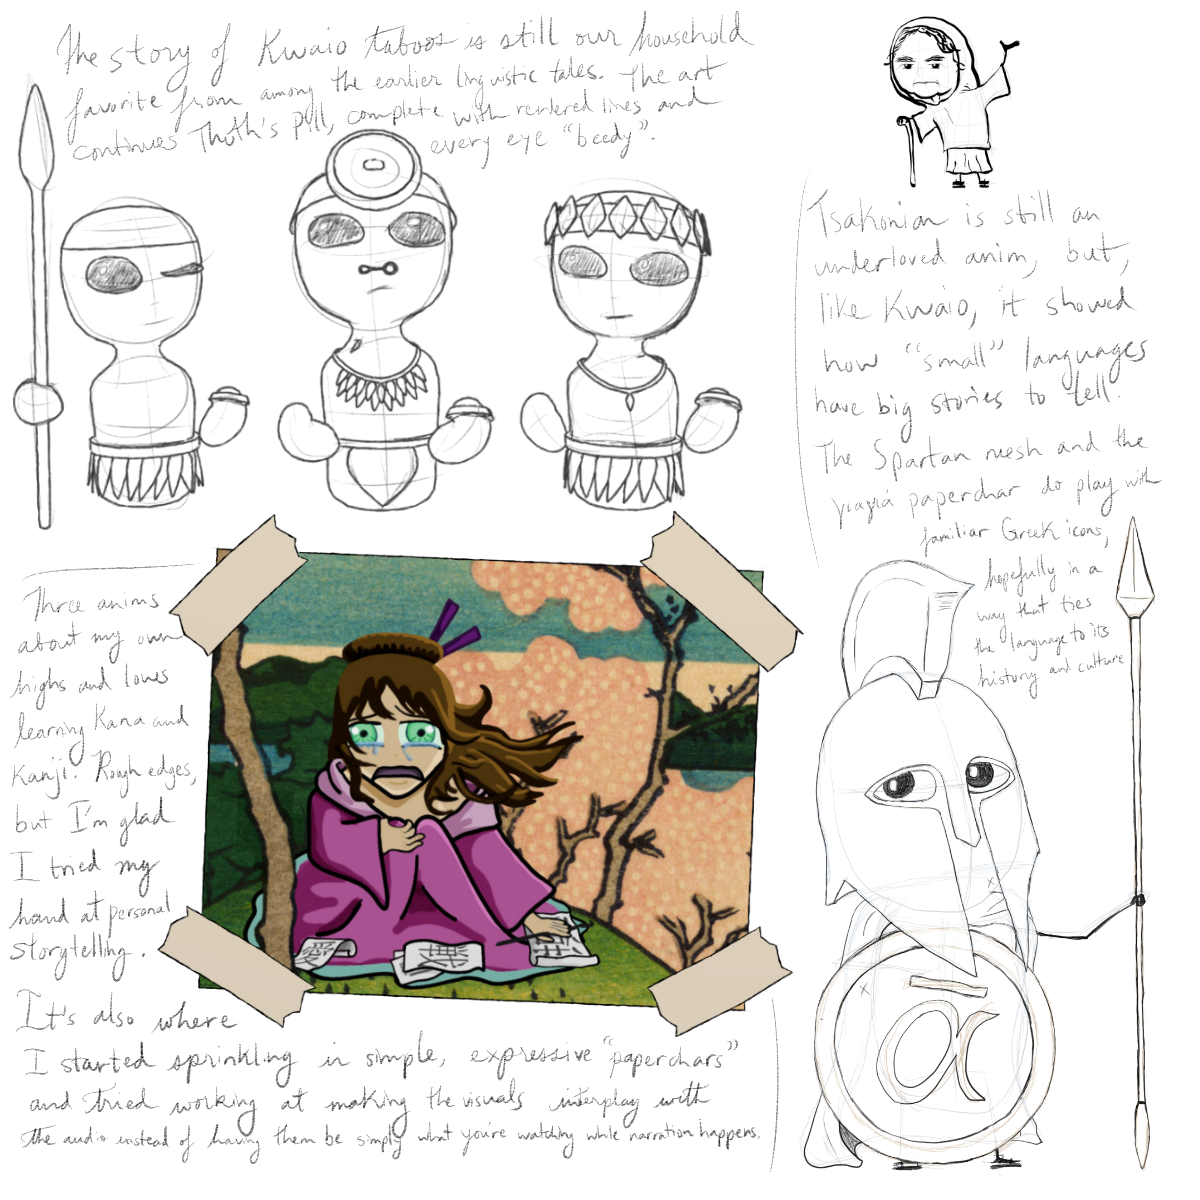 The story of Kwaio taboos is still our household
favorite from among the earlier linguistic tales. The art
continues Thoth's Pill, complete with rentered lines and
every eye "beedy".
Tsakonian is still an
underloved anim, but,
like Kwaio, it showed
how "small" languages
have big stories to tell.
The Spartan mesh and the
γιαγιά paperchar do play with
familiar Greek icons,
hopefully in a
way that ties
the language to its
history and culture
Three anims
about my own
highs and lows
learning Kana and
Kanji. Rough edges,
but I'm glad
I tried my
hand at personal
storytelling.
It's also where
I started sprinkling in simple, expressive "paperchars"
and tried working at making the visuals interplay with
the audio instead of having them be simply what you're watching while narration happens.
ᾱ